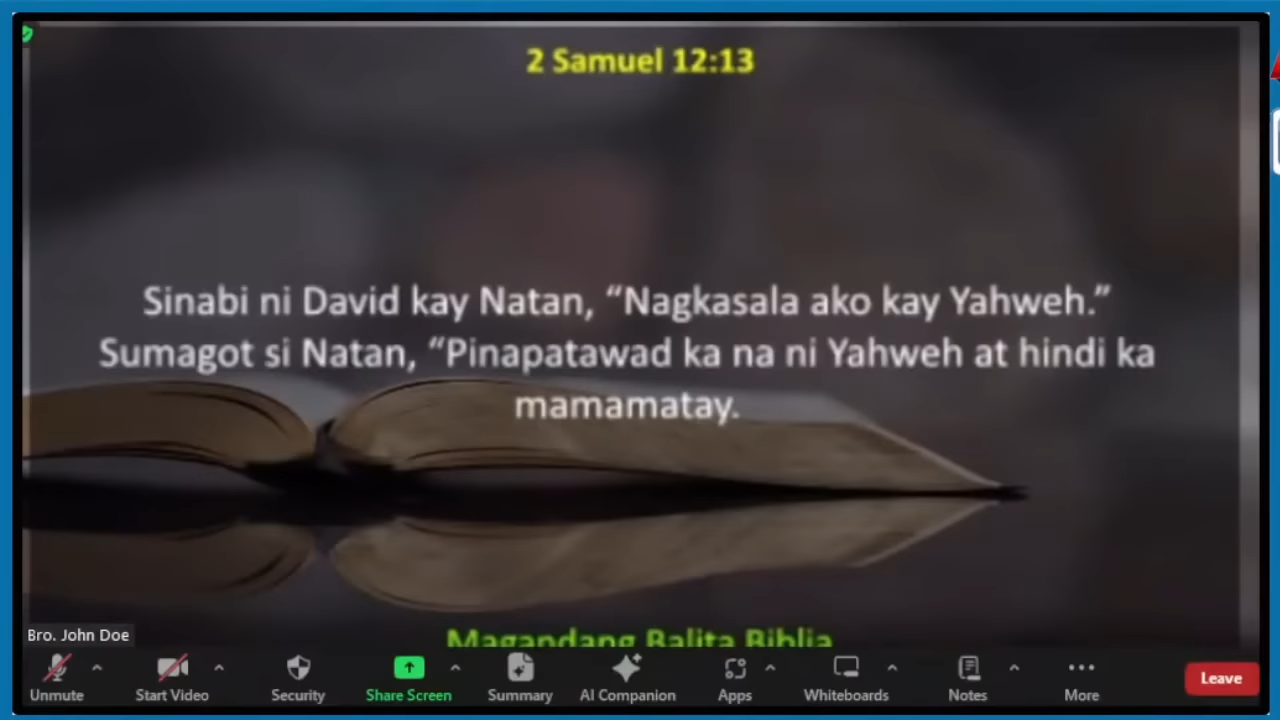 2 Samuel 12:13
Sinabi ni David kay Natan, “Nagkasala ako kay Yahweh.”
Sumagot si Natan, “Pinapatawad ka na ni Yahweh at hindi ka
mamamatay.
Magandang Balita Biblia
Bro. John Doe
Unmute
Start Video
Security
Share Screen
Summary
AI Companion
Apps
Whiteboards
Notes
More
Leave